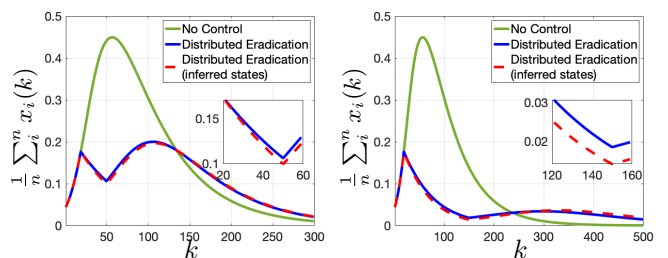 0.5
0.4
0.3
0.2
0.1
0
50 100 150 200 250 300
k
1/n ∑_i^n x_i(k)
No Control
Distributed Eradication
Distributed Eradication
(inferred states)
0.15
0.1
20 40 60
0.5
0.4
0.3
0.2
0.1
0
100 200 300 400 500
k
1/n ∑_i^n x_i(k)
No Control
Distributed Eradication
Distributed Eradication
(inferred states)
0.03
0.02
120 140 160